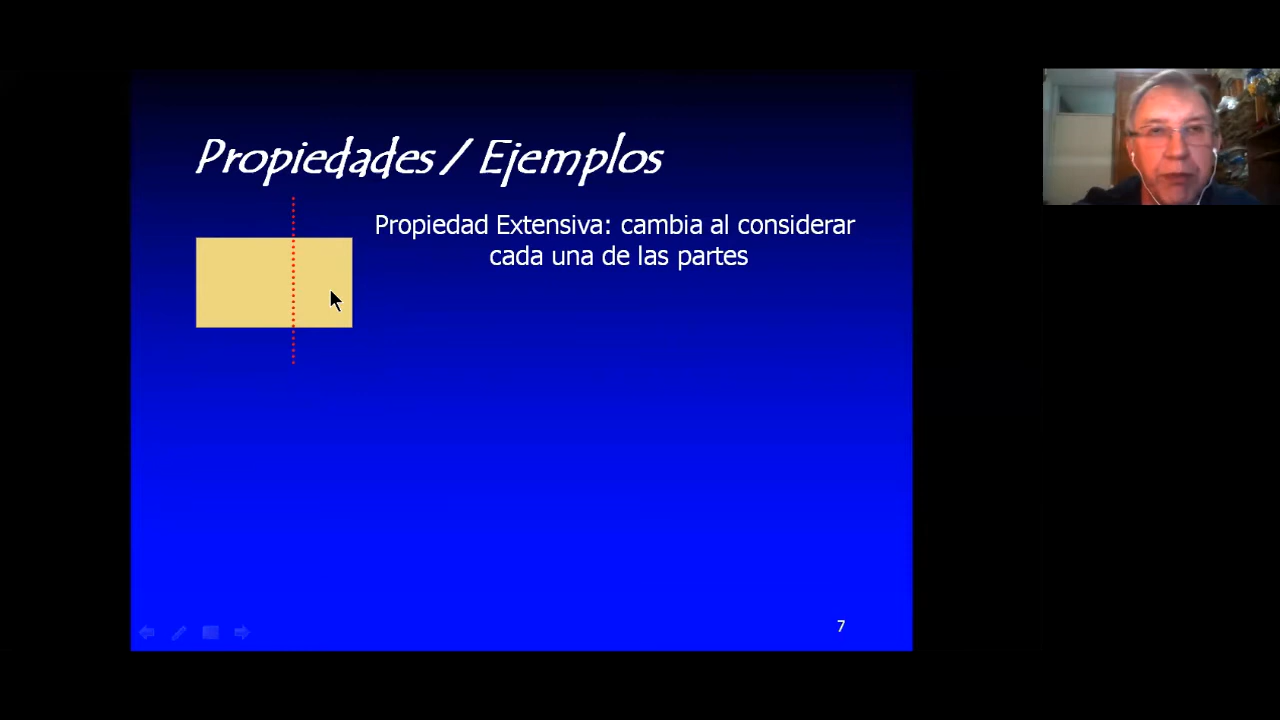 Propiedades / Ejemplos
Propiedad Extensiva: cambia al considerar
cada una de las partes
7